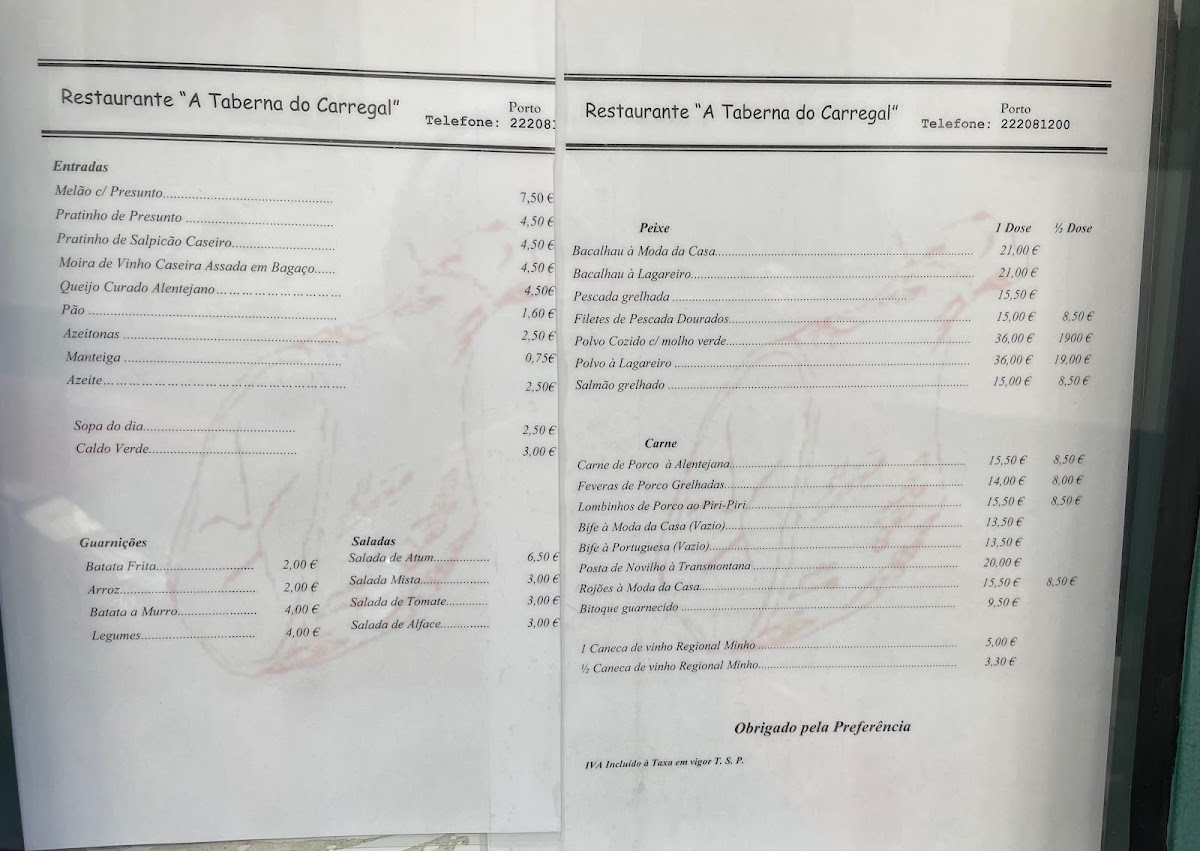 Restaurante "A Taberna do Carregal"
Porto
Telefone: 22208
Entradas
Melão c/ Presunto 7,50 €
Pratinho de Presunto 4,50 €
Pratinho de Salpicão Caseiro 4,50 €
Moira de Vinho Caseira Assada em Bagaço 4,50 €
Queijo Curado Alentejano 4,50€
Pão 1,60 €
Azeitonas 2,50 €
Manteiga 0,75€
Azeite 2,50€
Sopa do dia 2,50 €
Caldo Verde 3,00 €
Guarnições
Batata Frita 2,00 €
Arroz 2,00 €
Batata a Murro 4,00 €
Legumes 4,00 €
Saladas
Salada de Atum 6,50 €
Salada Mista 3,00 €
Salada de Tomate 3,00 €
Salada de Alface 3,00 €
Restaurante "A Taberna do Carregal"
Porto
Telefone: 222081200
Peixe 1 Dose ½ Dose
Bacalhau à Moda da Casa 21,00 €
Bacalhau à Lagareiro 21,00 €
Pescada grelhada 15,50 €
Filetes de Pescada Dourados 15,00 € 8,50 €
Polvo Cozido c/ molho verde 36,00 € 1900 €
Polvo à Lagareiro 36,00 € 19,00 €
Salmão grelhado 15,00 € 8,50 €
Carne
Carne de Porco à Alentejana 15,50 € 8,50 €
Feveras de Porco Grelhadas 14,00 € 8,00 €
Lombinhos de Porco ao Piri-Piri 15,50 € 8,50 €
Bife à Moda da Casa (Vazio) 13,50 €
Bife à Portuguesa (Vazio) 13,50 €
Posta de Novilho à Transmontana 20,00 €
Rojões à Moda da Casa 15,50 € 8,50 €
Bitoque guarnecido 9,50 €
1 Caneca de vinho Regional Minho 5,00 €
½ Caneca de vinho Regional Minho 3,30 €
Obrigado pela Preferência
IVA Incluído à Taxa em vigor T. S. P.